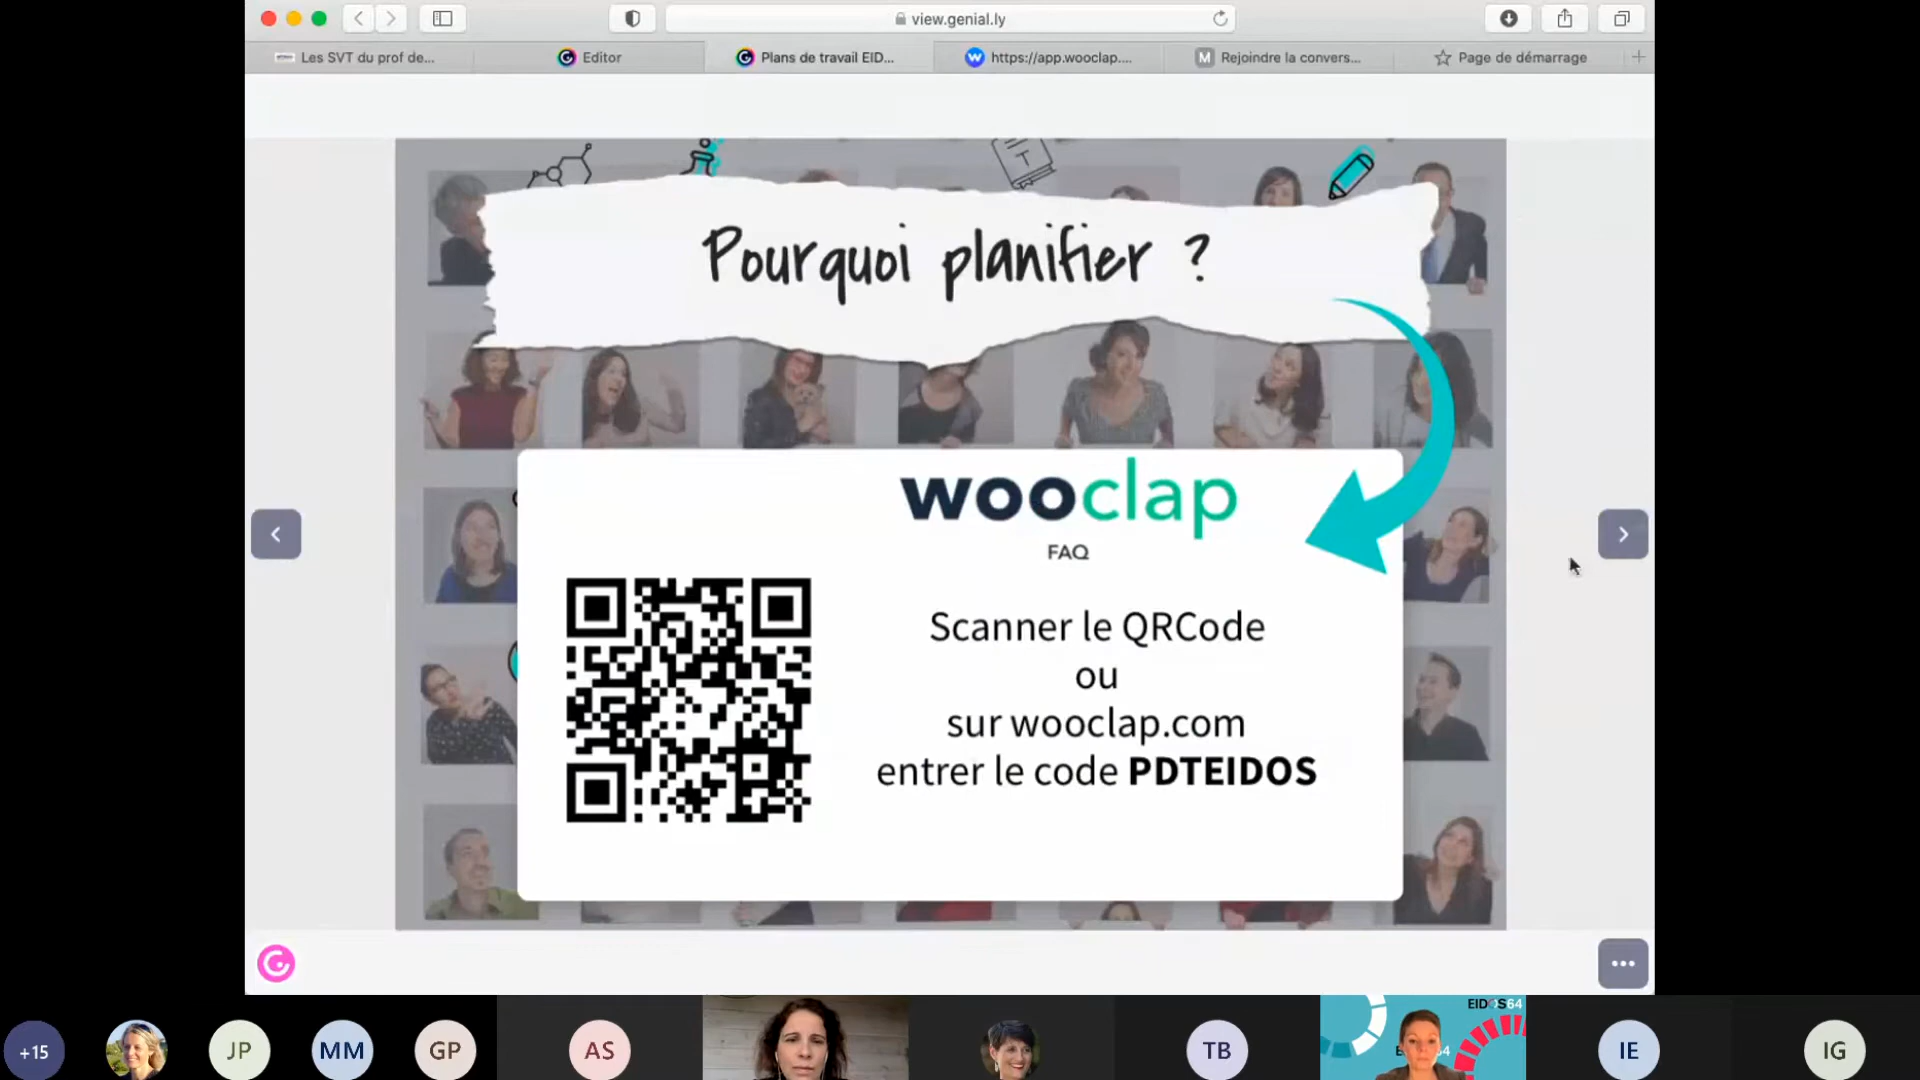 view.genial.ly
Les SVT du prof de...
Editor
Plans de travail EID...
https://app.wooclap....
Rejoindre la convers...
Page de démarrage
T
Pourquoi planifier ?
wooclap
FAQ
Scanner le QRCode
ou
sur wooclap.com
entrer le code PDTEIDOS
+15
JP
MM
GP
AS
TB
EIDOS64
IE
IG